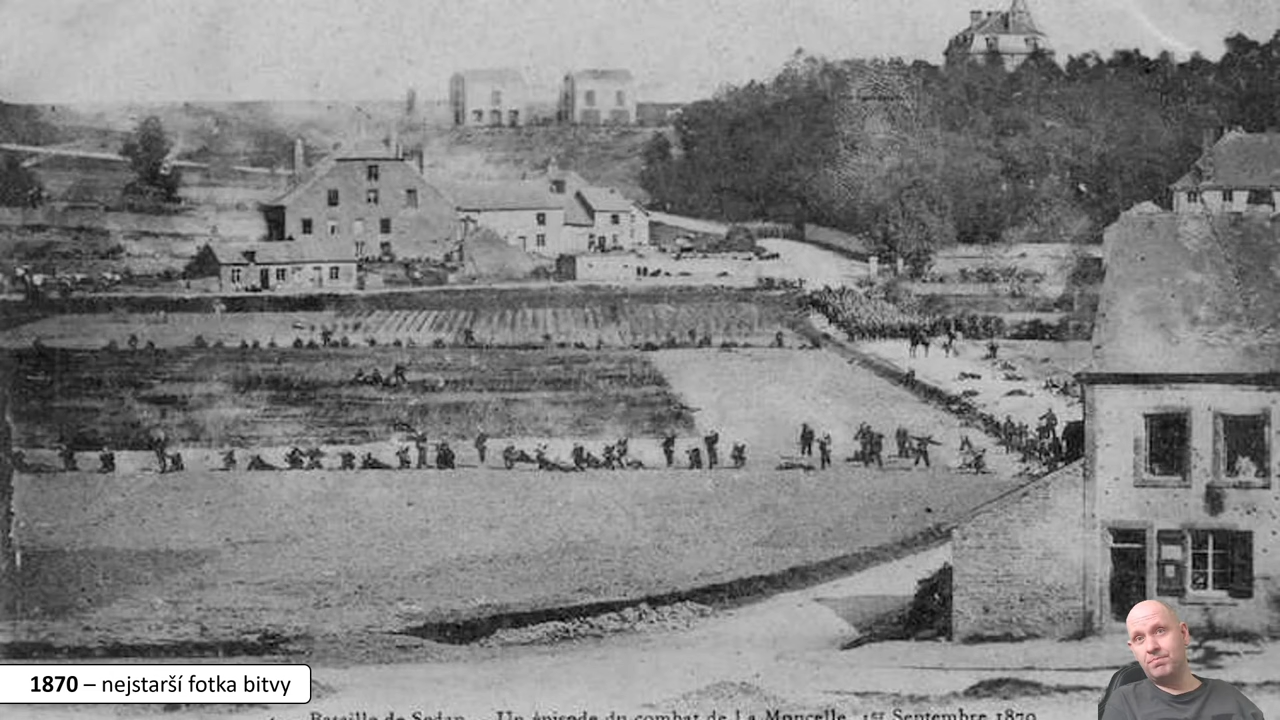 1870 – nejstarší fotka bitvy
Bataille de Sedan. — Un épisode du combat de La Moncelle, 1er Septembre 1870